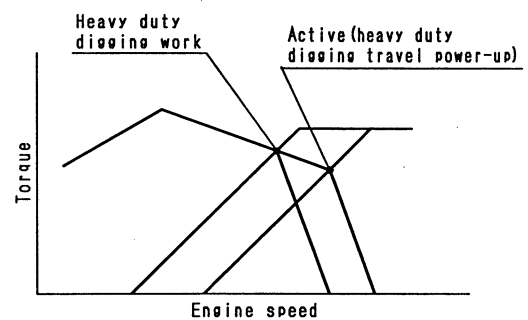 Heavy duty
digging work
Active(heavy duty
digging travel power-up)
Torque
Engine speed